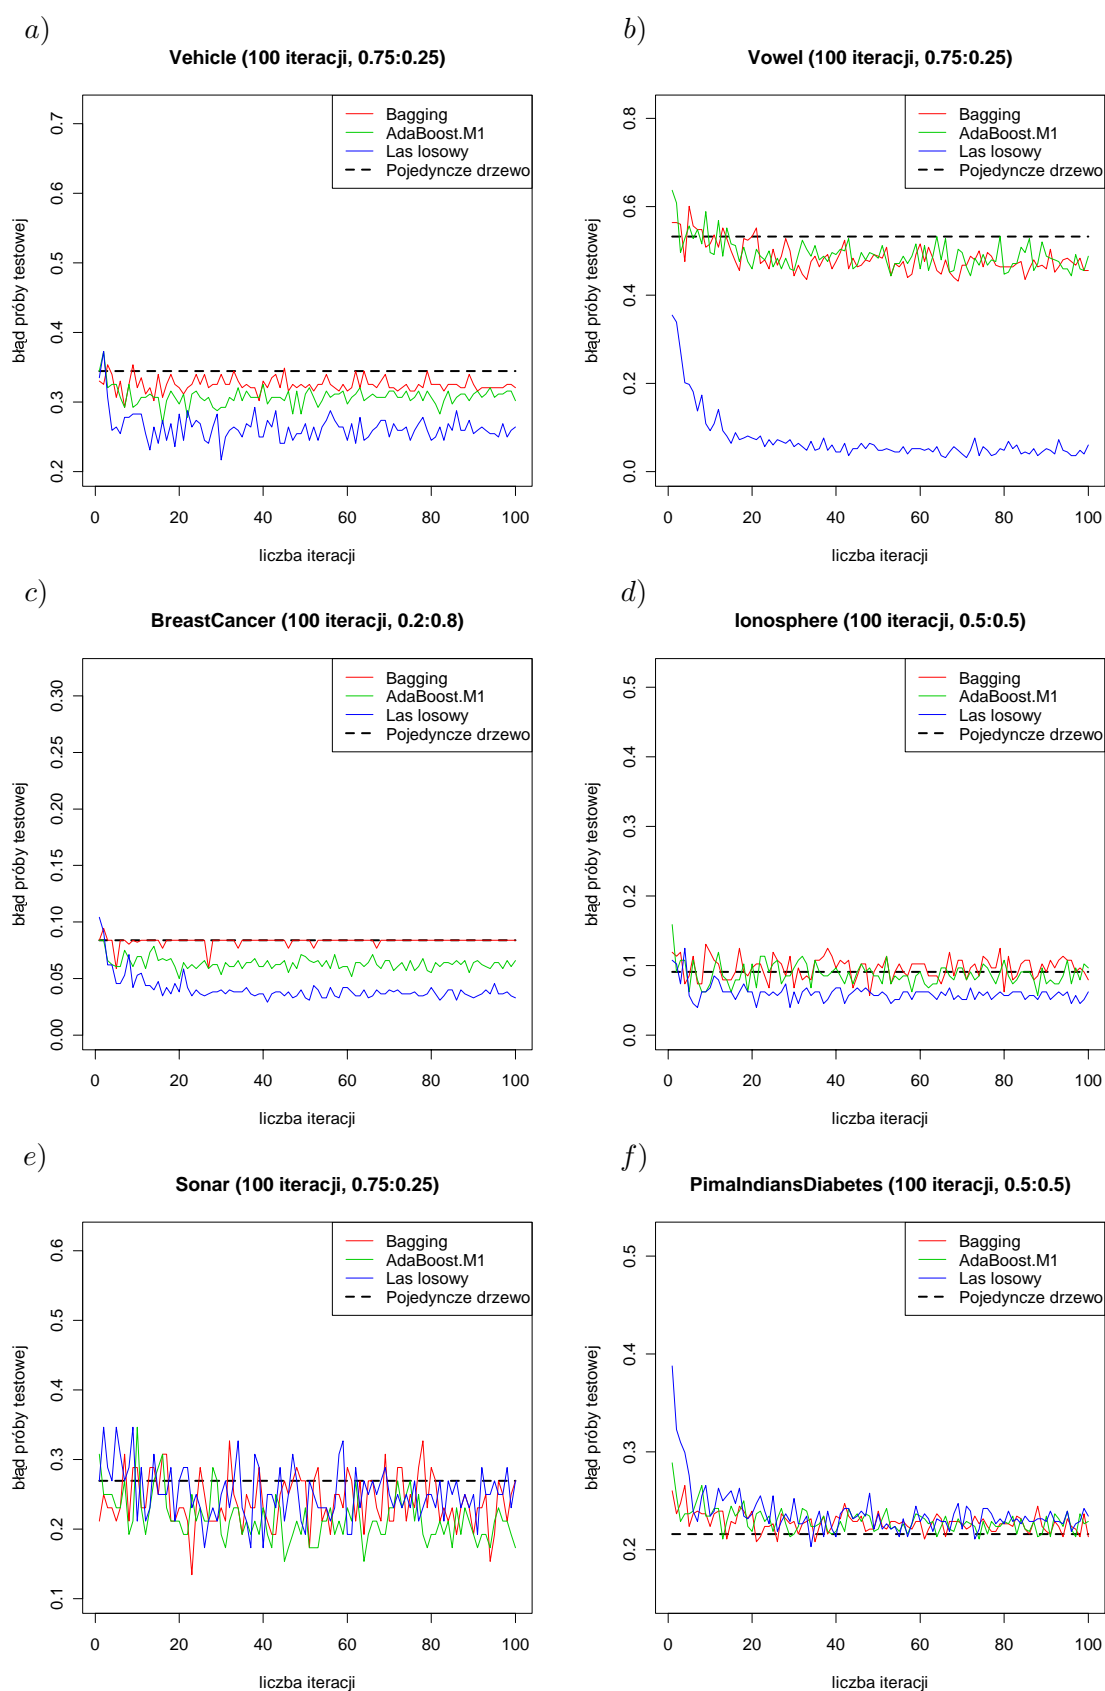 a)
Vehicle (100 iteracji, 0.75:0.25)
błąd próby testowej
0.2 0.3 0.4 0.5 0.6 0.7
Bagging
AdaBoost.M1
Las losowy
Pojedyncze drzewo
0 20 40 60 80 100
liczba iteracji
b)
Vowel (100 iteracji, 0.75:0.25)
błąd próby testowej
0.0 0.2 0.4 0.6 0.8
Bagging
AdaBoost.M1
Las losowy
Pojedyncze drzewo
0 20 40 60 80 100
liczba iteracji
c)
BreastCancer (100 iteracji, 0.2:0.8)
błąd próby testowej
0.00 0.05 0.10 0.15 0.20 0.25 0.30
Bagging
AdaBoost.M1
Las losowy
Pojedyncze drzewo
0 20 40 60 80 100
liczba iteracji
d)
Ionosphere (100 iteracji, 0.5:0.5)
błąd próby testowej
0.0 0.1 0.2 0.3 0.4 0.5
Bagging
AdaBoost.M1
Las losowy
Pojedyncze drzewo
0 20 40 60 80 100
liczba iteracji
e)
Sonar (100 iteracji, 0.75:0.25)
błąd próby testowej
0.1 0.2 0.3 0.4 0.5 0.6
Bagging
AdaBoost.M1
Las losowy
Pojedyncze drzewo
0 20 40 60 80 100
liczba iteracji
f)
PimaIndiansDiabetes (100 iteracji, 0.5:0.5)
błąd próby testowej
0.2 0.3 0.4 0.5
Bagging
AdaBoost.M1
Las losowy
Pojedyncze drzewo
0 20 40 60 80 100
liczba iteracji